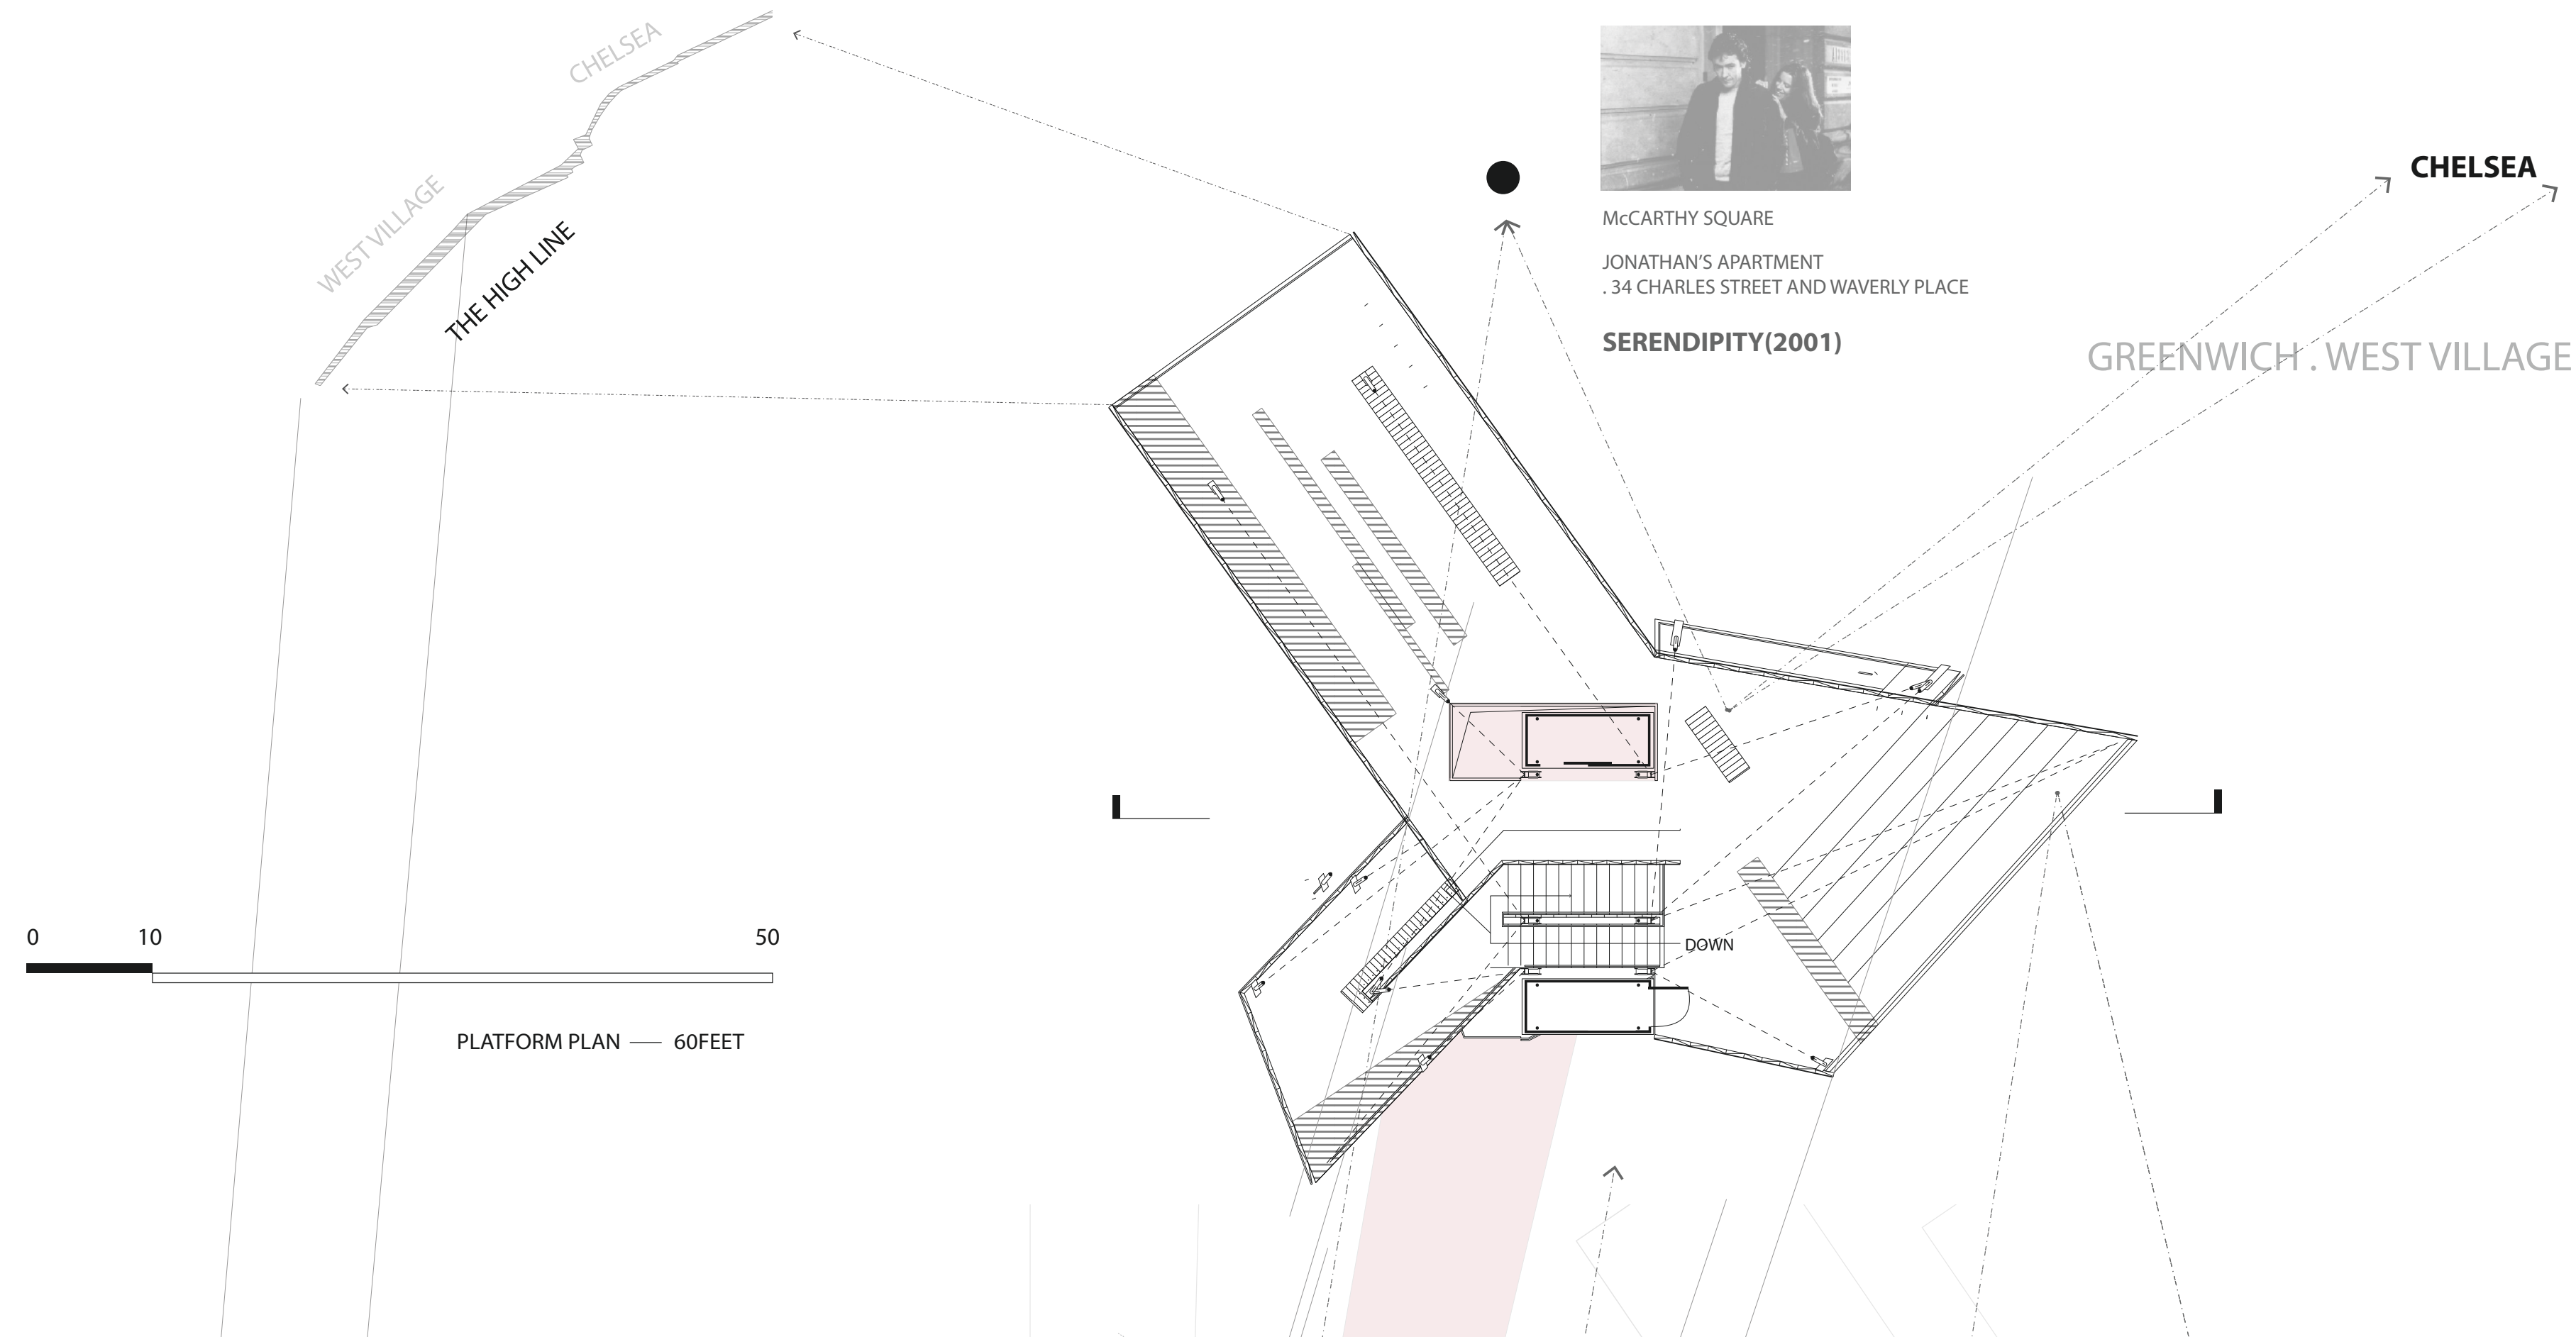 CHELSEA
WEST VILLAGE
THE HIGH LINE
McCARTHY SQUARE
JONATHAN'S APARTMENT
. 34 CHARLES STREET AND WAVERLY PLACE
SERENDIPITY(2001)
CHELSEA
GREENWICH . WEST VILLAGE
DOWN
0 10 50
PLATFORM PLAN — 60FEET